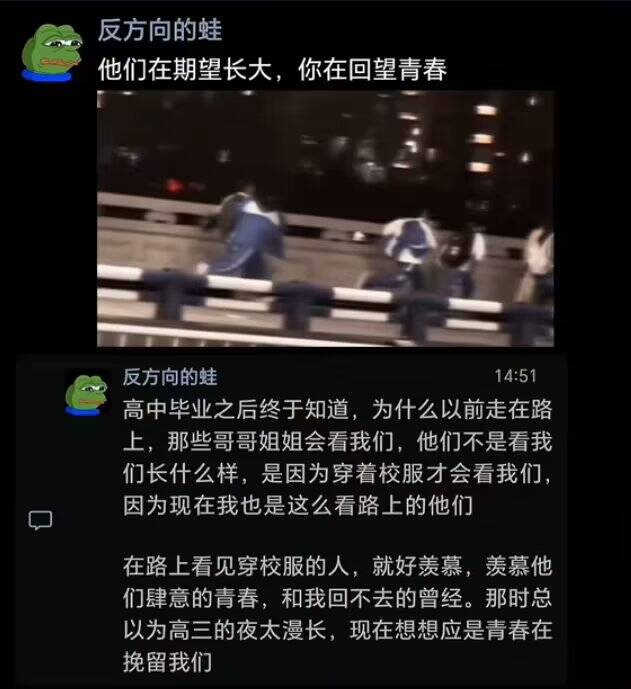 反方向的蛙
他们在期望长大，你在回望青春
反方向的蛙
14:51
高中毕业之后终于知道，为什么以前走在路
上，那些哥哥姐姐会看我们，他们不是看我
们长什么样，是因为穿着校服才会看我们，
因为现在我也是这么看路上的他们
在路上看见穿校服的人，就好羡慕，羡慕他
们肆意的青春，和我回不去的曾经。那时总
以为高三的夜太漫长，现在想想应是青春在
挽留我们